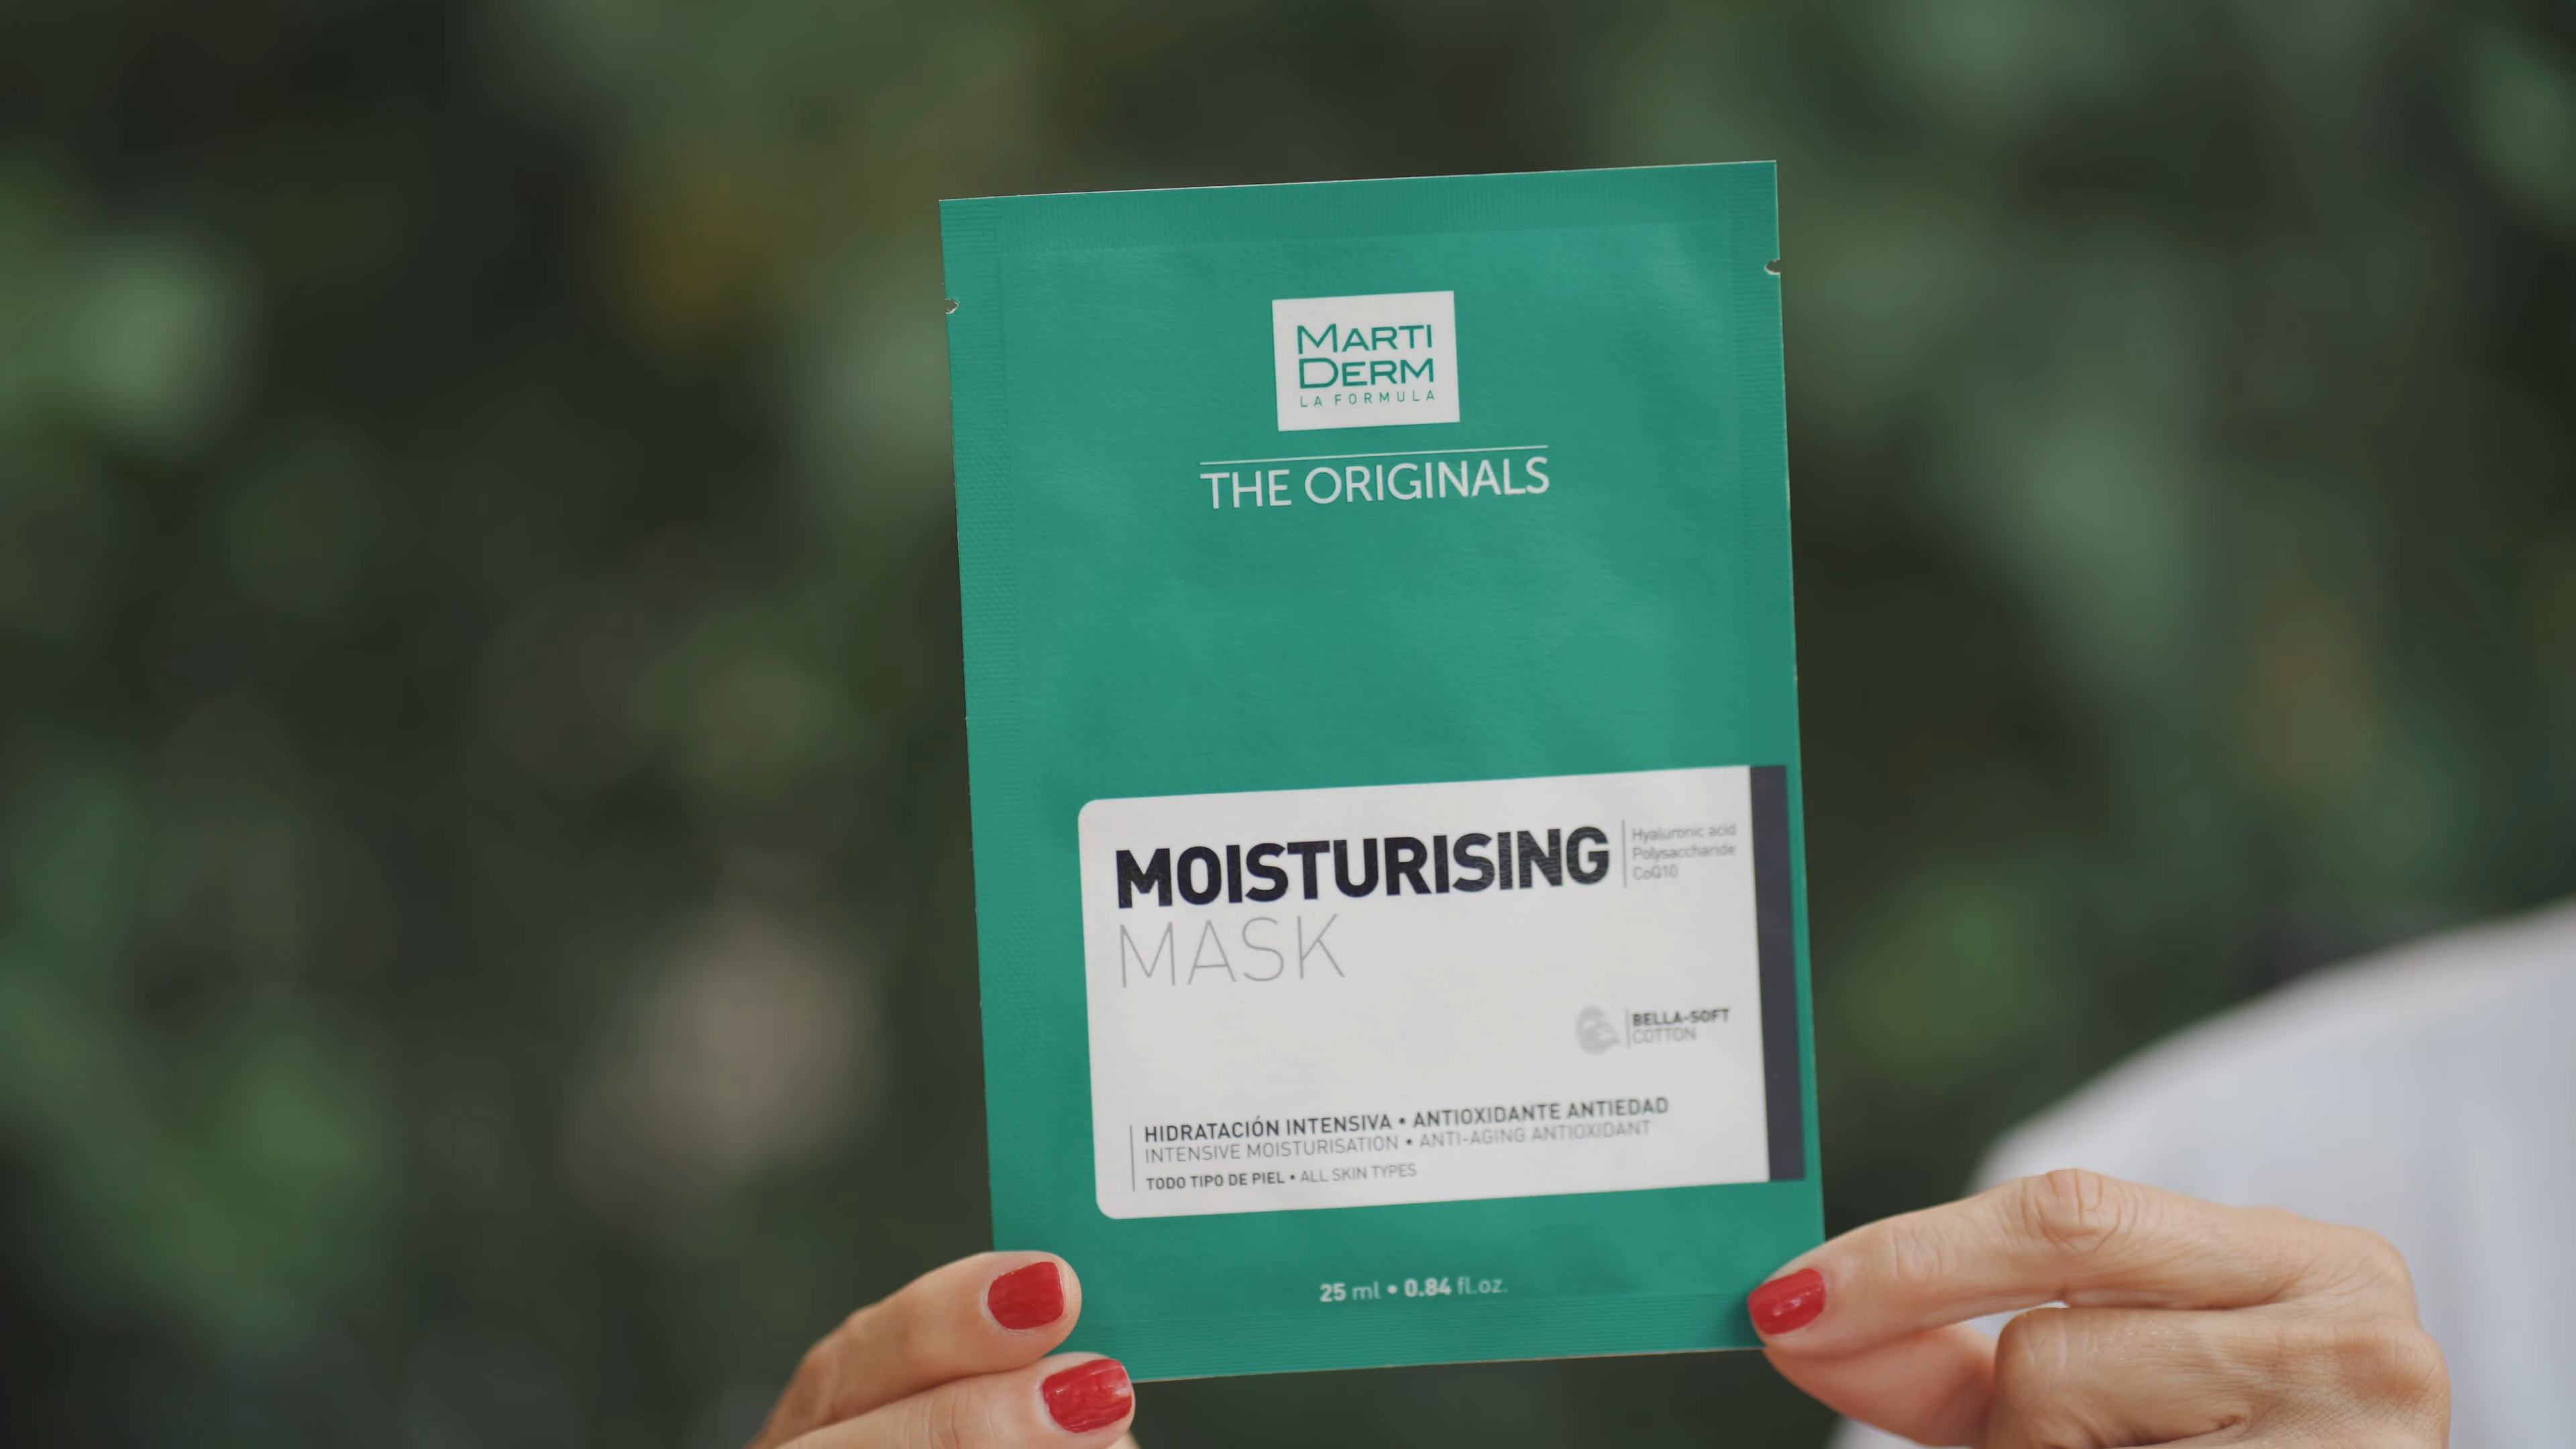 MARTI
DERM
LA FORMULA
THE ORIGINALS
MOISTURISING
Hyaluronic acid
Polysaccharide
CoQ10
MASK
BELLA-SOFT
COTTON
HIDRATACIÓN INTENSIVA • ANTIOXIDANTE ANTIEDAD
INTENSIVE MOISTURISATION • ANTI-AGING ANTIOXIDANT
TODO TIPO DE PIEL • ALL SKIN TYPES
25 ml • 0.84 fl.oz.